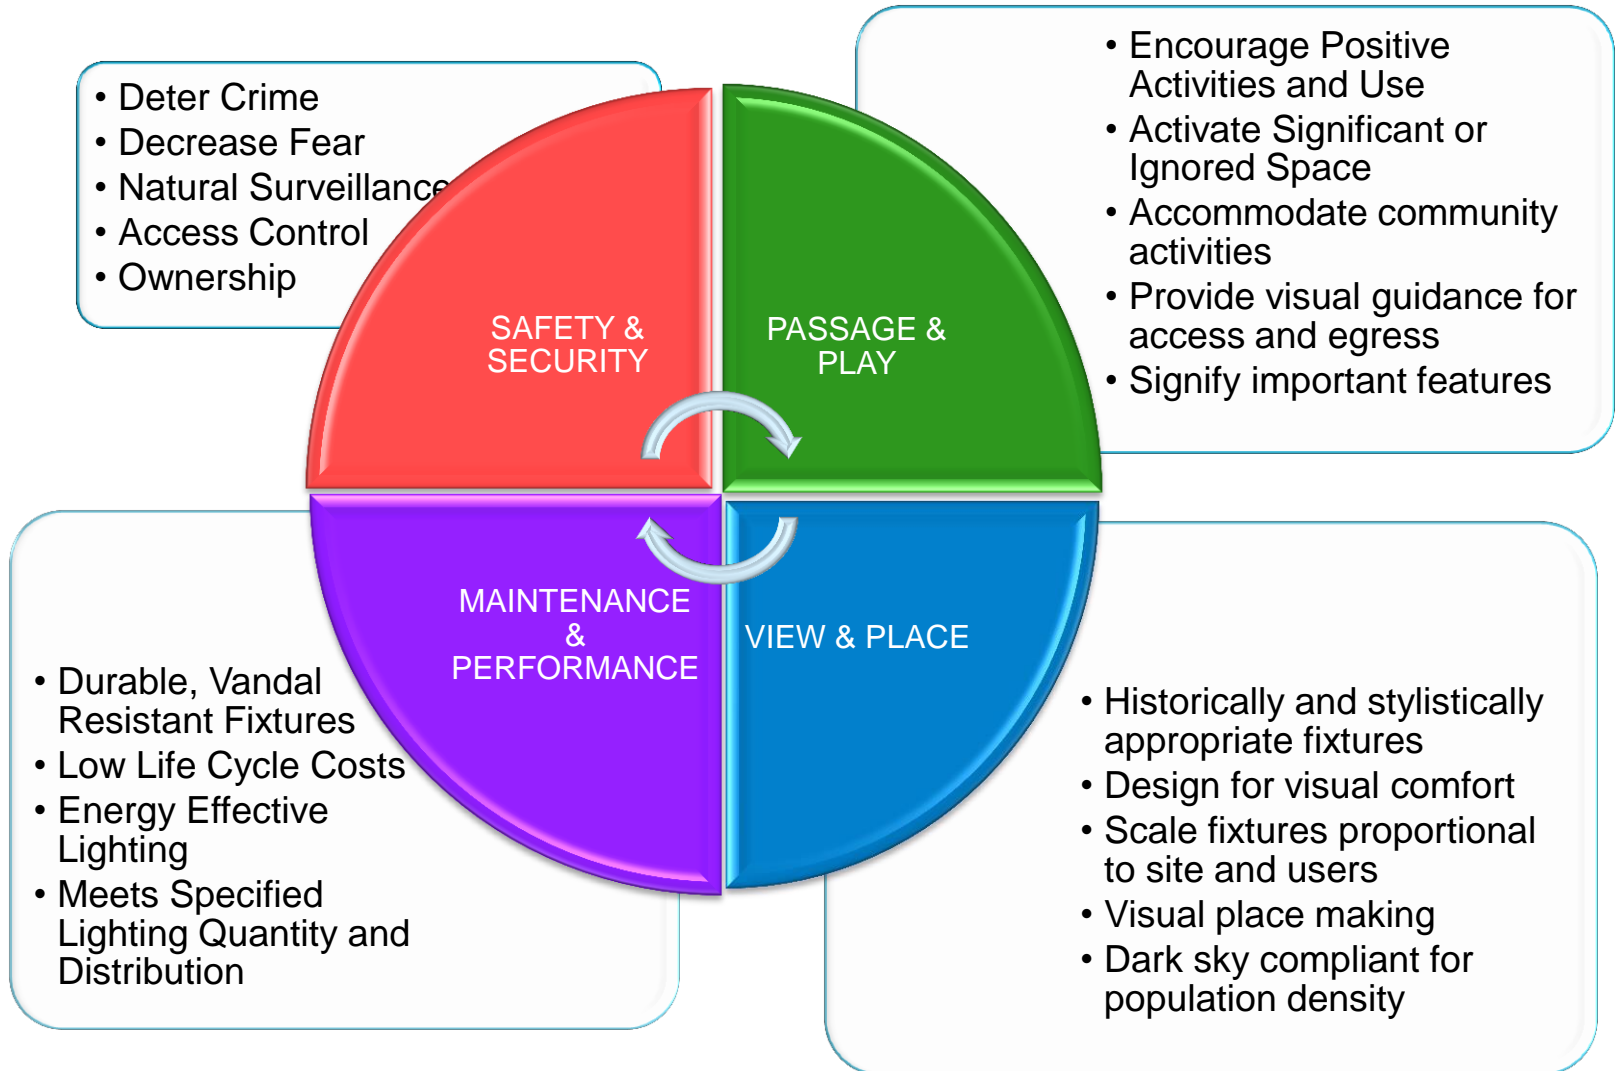 • Deter Crime
• Decrease Fear
• Natural Surveillance
• Access Control
• Ownership
SAFETY &
SECURITY
• Encourage Positive
Activities and Use
• Activate Significant or
Ignored Space
• Accommodate community
activities
• Provide visual guidance for
access and egress
• Signify important features
PASSAGE &
PLAY
MAINTENANCE
&
PERFORMANCE
• Durable, Vandal
Resistant Fixtures
• Low Life Cycle Costs
• Energy Effective
Lighting
• Meets Specified
Lighting Quantity and
Distribution
VIEW & PLACE
• Historically and stylistically
appropriate fixtures
• Design for visual comfort
• Scale fixtures proportional
to site and users
• Visual place making
• Dark sky compliant for
population density